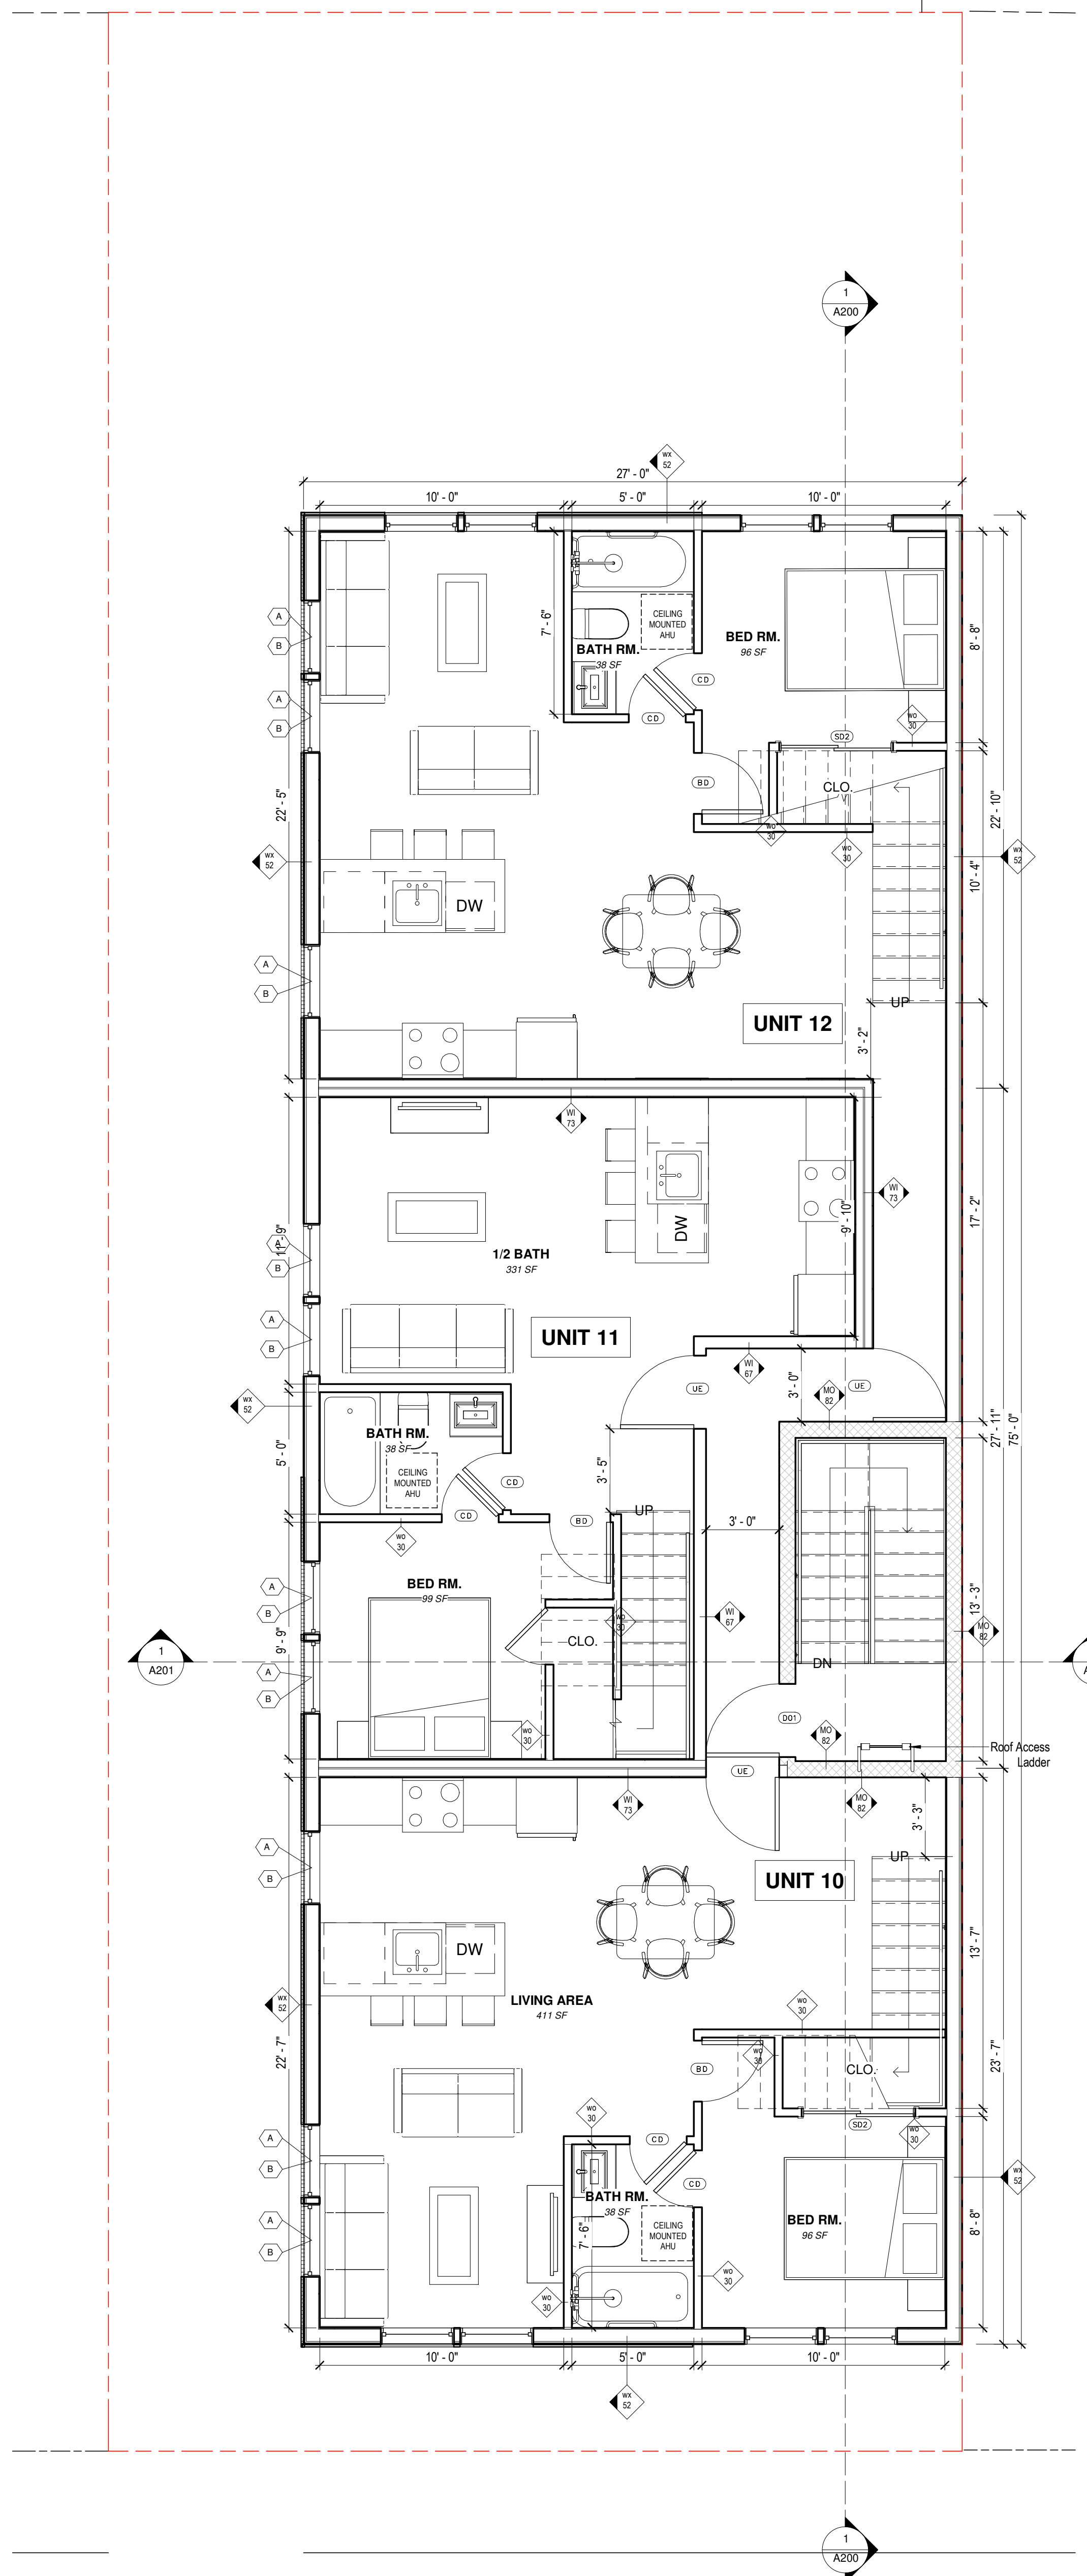 1
A200
WX
52
27' - 0"
10' - 0"
5' - 0"
10' - 0"
A
B
A
B
7' - 6"
CEILING
MOUNTED
AHU
BATH RM.
38 SF
BED RM.
96 SF
8' - 8"
CD
CD
WO
30
SD2
BD
CLO.
22' - 5"
22' - 10"
WO
30
WO
30
WX
52
WX
52
10' - 4"
DW
A
B
UP
UNIT 12
3' - 2"
WI
73
WI
73
17' - 2"
9' - 10"
DW
A
B
11' - 9"
1/2 BATH
331 SF
A
B
UNIT 11
WI
67
3' - 0"
MO
82
UE
UE
WX
52
27' - 11"
75' - 0"
BATH RM.
38 SF
5' - 0"
CEILING
MOUNTED
AHU
CD
CD
3' - 5"
UP
BD
3' - 0"
WO
30
A
B
BED RM.
99 SF
13' - 3"
WI
67
WO
30
MO
82
9' - 9"
CLO.
1
A201
A
B
DN
D01
WO
30
MO
82
Roof Access
Ladder
UE
WI
73
MO
82
3' - 3"
A
B
UP
UNIT 10
DW
13' - 7"
LIVING AREA
411 SF
WX
52
WO
30
22' - 7"
23' - 7"
WO
30
BD
CLO.
WO
30
SD2
WO
30
CD
A
B
CD
WX
52
BATH RM.
38 SF
7' - 6"
CEILING
MOUNTED
AHU
BED RM.
96 SF
8' - 8"
A
B
WO
30
WO
30
10' - 0"
5' - 0"
10' - 0"
WX
52
1
A200